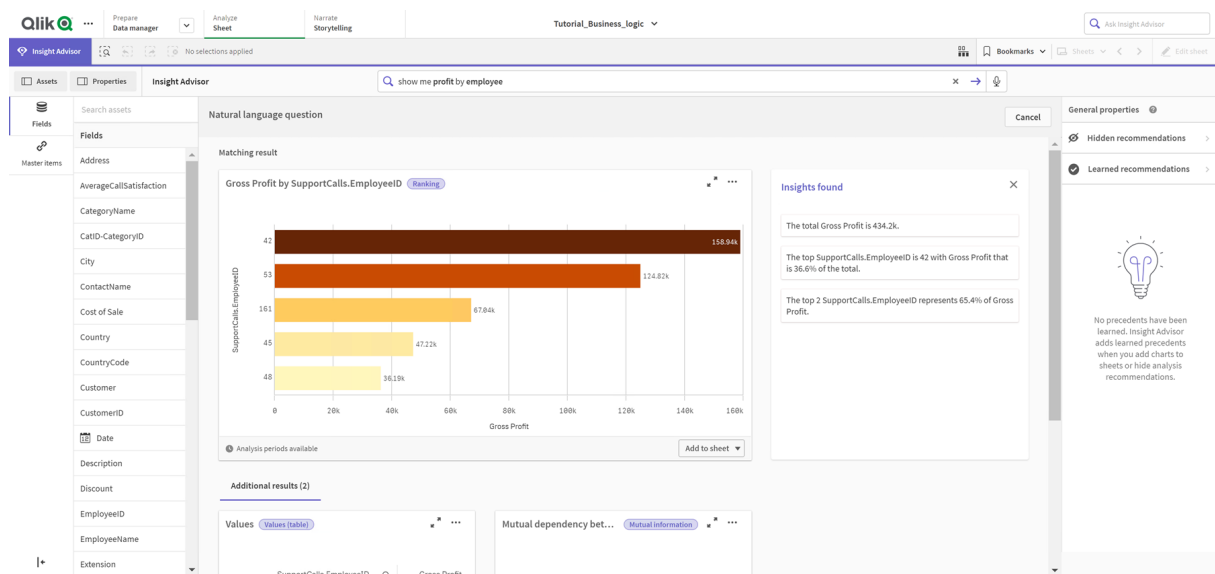 Qlik
Prepare
Data manager
Analyze
Sheet
Narrate
Storytelling
Tutorial_Business_logic
Ask Insight Advisor
Insight Advisor
No selections applied
Bookmarks
Sheets
Edit sheet
Assets
Properties
Insight Advisor
show me profit by employee
Fields
Master items
Search assets
Fields
Address
AverageCallSatisfaction
CategoryName
CatID-CategoryID
City
ContactName
Cost of Sale
Country
CountryCode
Customer
CustomerID
Date
Description
Discount
EmployeeID
EmployeeName
Extension
Natural language question
Cancel
Matching result
Gross Profit by SupportCalls.EmployeeID
Ranking
SupportCalls.EmployeeID
42
158.94k
53
124.82k
161
67.04k
45
47.22k
48
36.19k
0 20k 40k 60k 80k 100k 120k 140k 160k
Gross Profit
Analysis periods available
Add to sheet
Insights found
The total Gross Profit is 434.2k.
The top SupportCalls.EmployeeID is 42 with Gross Profit that
is 36.6% of the total.
The top 2 SupportCalls.EmployeeID represents 65.4% of Gross
Profit.
Additional results (2)
Values
Values (table)
SupportCalls.EmployeeID
Gross Profit
Mutual dependency bet...
Mutual information
General properties
Hidden recommendations
Learned recommendations
No precedents have been
learned. Insight Advisor
adds learned precedents
when you add charts to
sheets or hide analysis
recommendations.